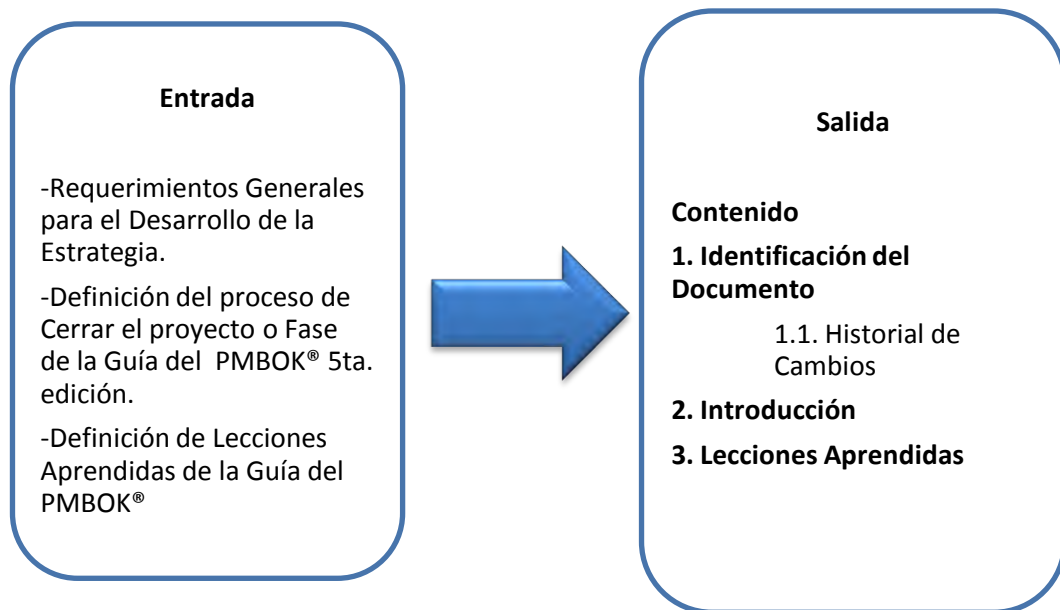 Entrada
-Requerimientos Generales
para el Desarrollo de la
Estrategia.
-Definición del proceso de
Cerrar el proyecto o Fase
de la Guía del PMBOK® 5ta.
edición.
-Definición de Lecciones
Aprendidas de la Guía del
PMBOK®
Salida
Contenido
1. Identificación del
Documento
1.1. Historial de
Cambios
2. Introducción
3. Lecciones Aprendidas